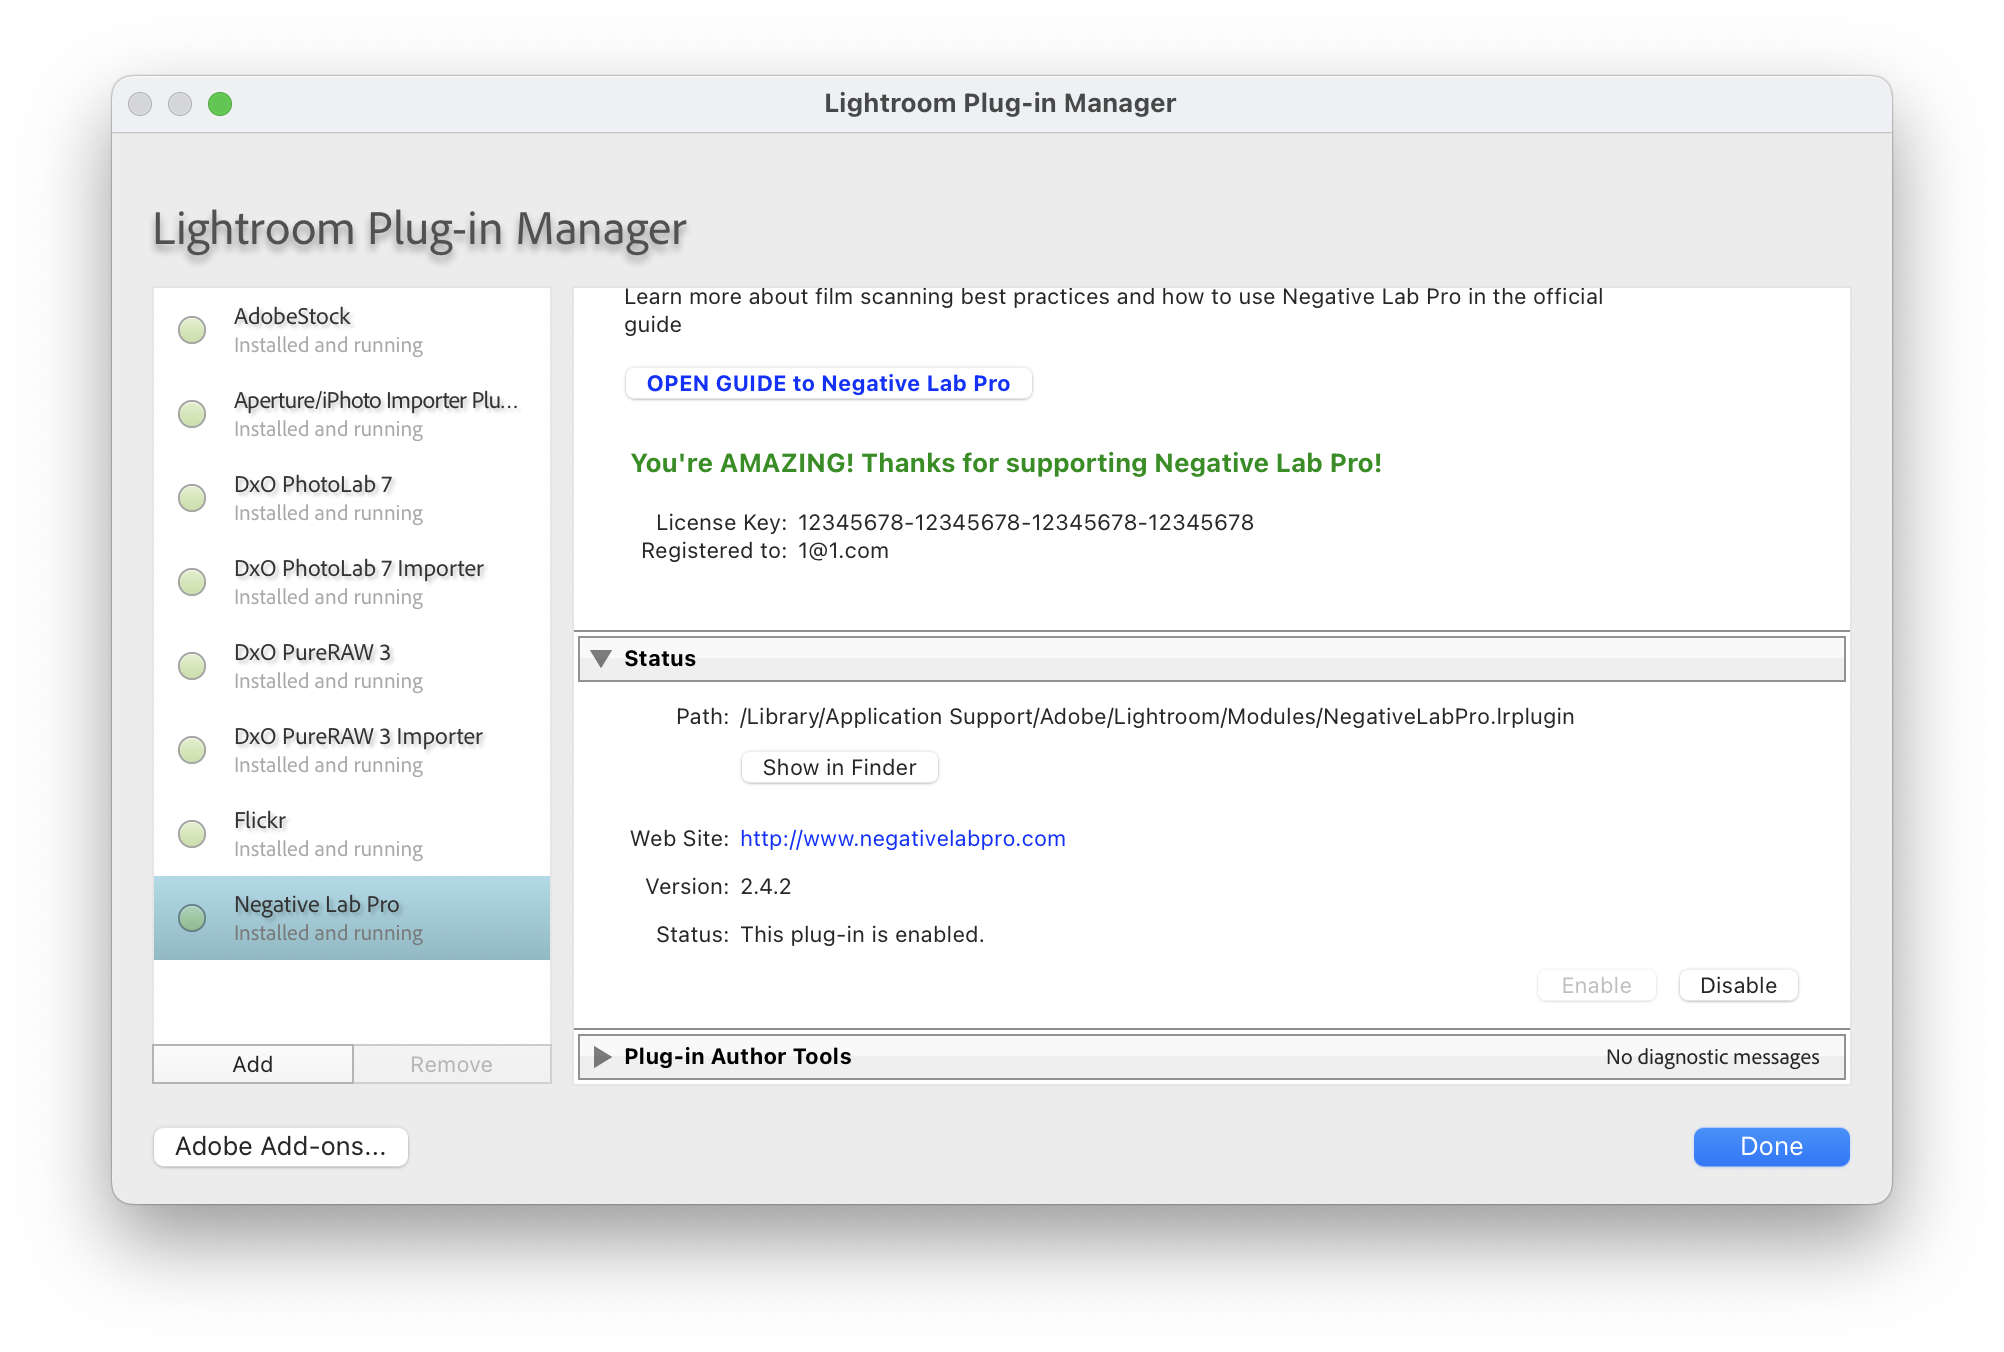 Lightroom Plug-in Manager
Lightroom Plug-in Manager
AdobeStock
Installed and running
Aperture/iPhoto Importer Plu...
Installed and running
DxO PhotoLab 7
Installed and running
DxO PhotoLab 7 Importer
Installed and running
DxO PureRAW 3
Installed and running
DxO PureRAW 3 Importer
Installed and running
Flickr
Installed and running
Negative Lab Pro
Installed and running
Add
Remove
Learn more about film scanning best practices and how to use Negative Lab Pro in the official
guide
OPEN GUIDE to Negative Lab Pro
You're AMAZING! Thanks for supporting Negative Lab Pro!
License Key: 12345678-12345678-12345678-12345678
Registered to: 1@1.com
Status
Path: /Library/Application Support/Adobe/Lightroom/Modules/NegativeLabPro.lrplugin
Show in Finder
Web Site: http://www.negativelabpro.com
Version: 2.4.2
Status: This plug-in is enabled.
Enable Disable
Plug-in Author Tools No diagnostic messages
Adobe Add-ons... Done